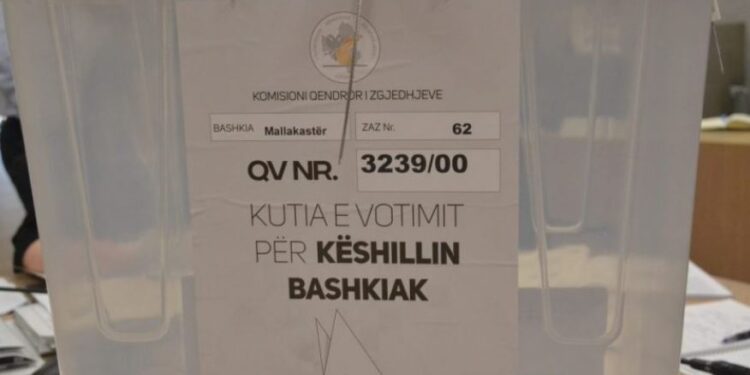 KOMISIONI QENDROR I ZGJEDHJEVE
BASHKIA Mallakastër ZAZ Nr. 62
QV NR. 3239/00
KUTIA E VOTIMIT
PËR KËSHILLIN
BASHKIAK